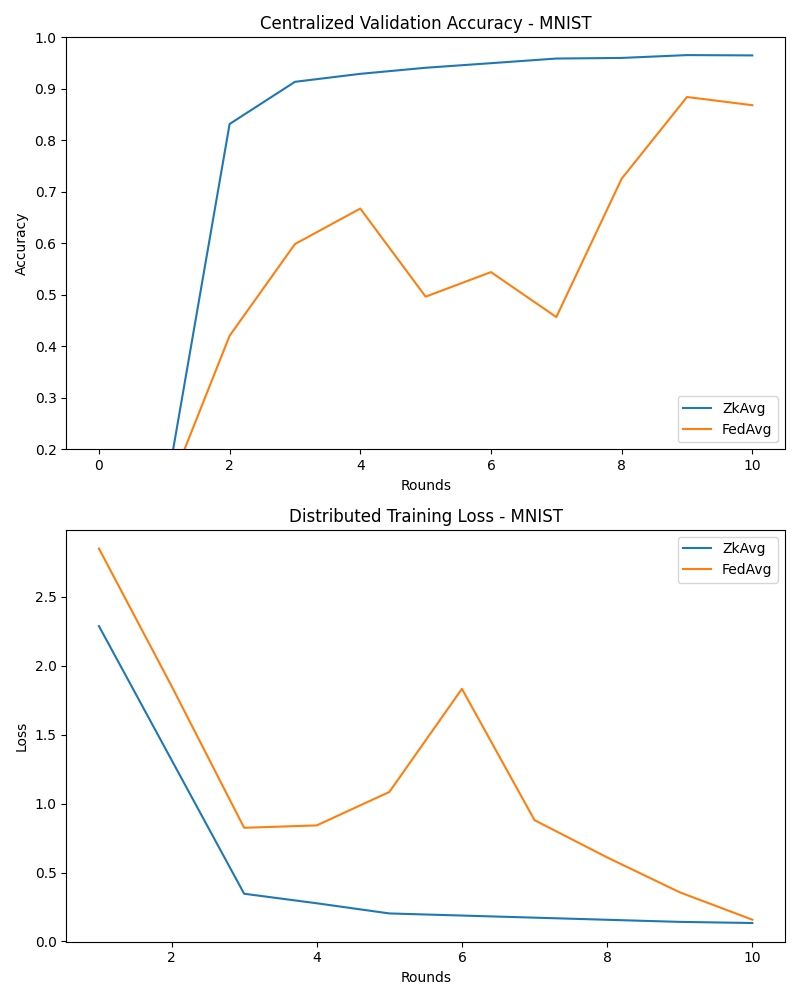 Centralized Validation Accuracy - MNIST
1.0
0.9
0.8
0.7
0.6
0.5
0.4
0.3
0.2
Accuracy
ZkAvg
FedAvg
0 2 4 6 8 10
Rounds
Distributed Training Loss - MNIST
ZkAvg
FedAvg
2.5
2.0
1.5
1.0
0.5
0.0
Loss
2 4 6 8 10
Rounds